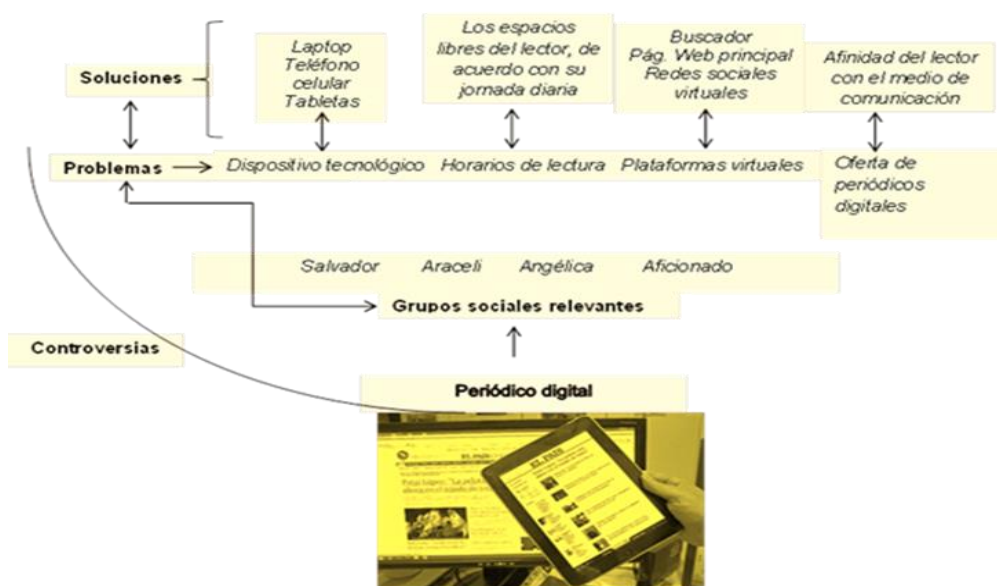 Laptop
Teléfono
celular
Tabletas
Los espacios
libres del lector, de
acuerdo con su
jornada diaria
Buscador
Pág. Web principal
Redes sociales
virtuales
Afinidad del lector
con el medio de
comunicación
Soluciones
Problemas
Dispositivo tecnológico
Horarios de lectura
Plataformas virtuales
Oferta de
periódicos
digitales
Salvador
Araceli
Angélica
Aficionado
Grupos sociales relevantes
Controversias
Periódico digital
EL PAIS